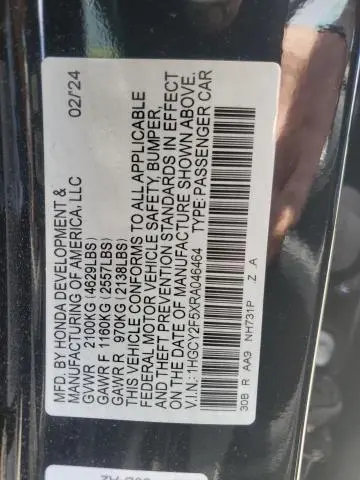 MFD. BY HONDA DEVELOPMENT & 02/24
MANUFACTURING OF AMERICA, LLC
GVWR 2100KG (4629LBS)
GAWR F 1160KG (2557LBS)
GAWR R 970KG (2138LBS)
THIS VEHICLE CONFORMS TO ALL APPLICABLE
FEDERAL MOTOR VEHICLE SAFETY, BUMPER,
AND THEFT PREVENTION STANDARDS IN EFFECT
ON THE DATE OF MANUFACTURE SHOWN ABOVE.
V.I.N.: 1HGCY2F5XRA046464 TYPE: PASSENGER CAR
30B R AA9 NH731P Z A